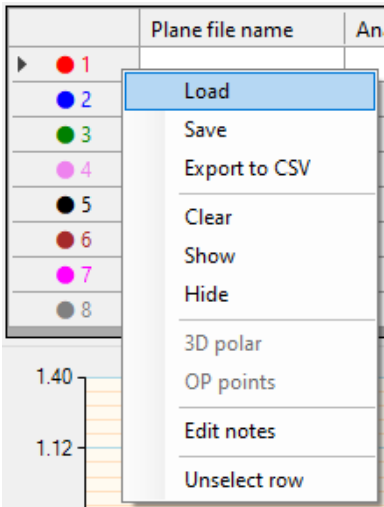 Plane file name
1
2
3
4
5
6
7
8
Load
Save
Export to CSV
Clear
Show
Hide
3D polar
OP points
Edit notes
Unselect row
1.40
1.12